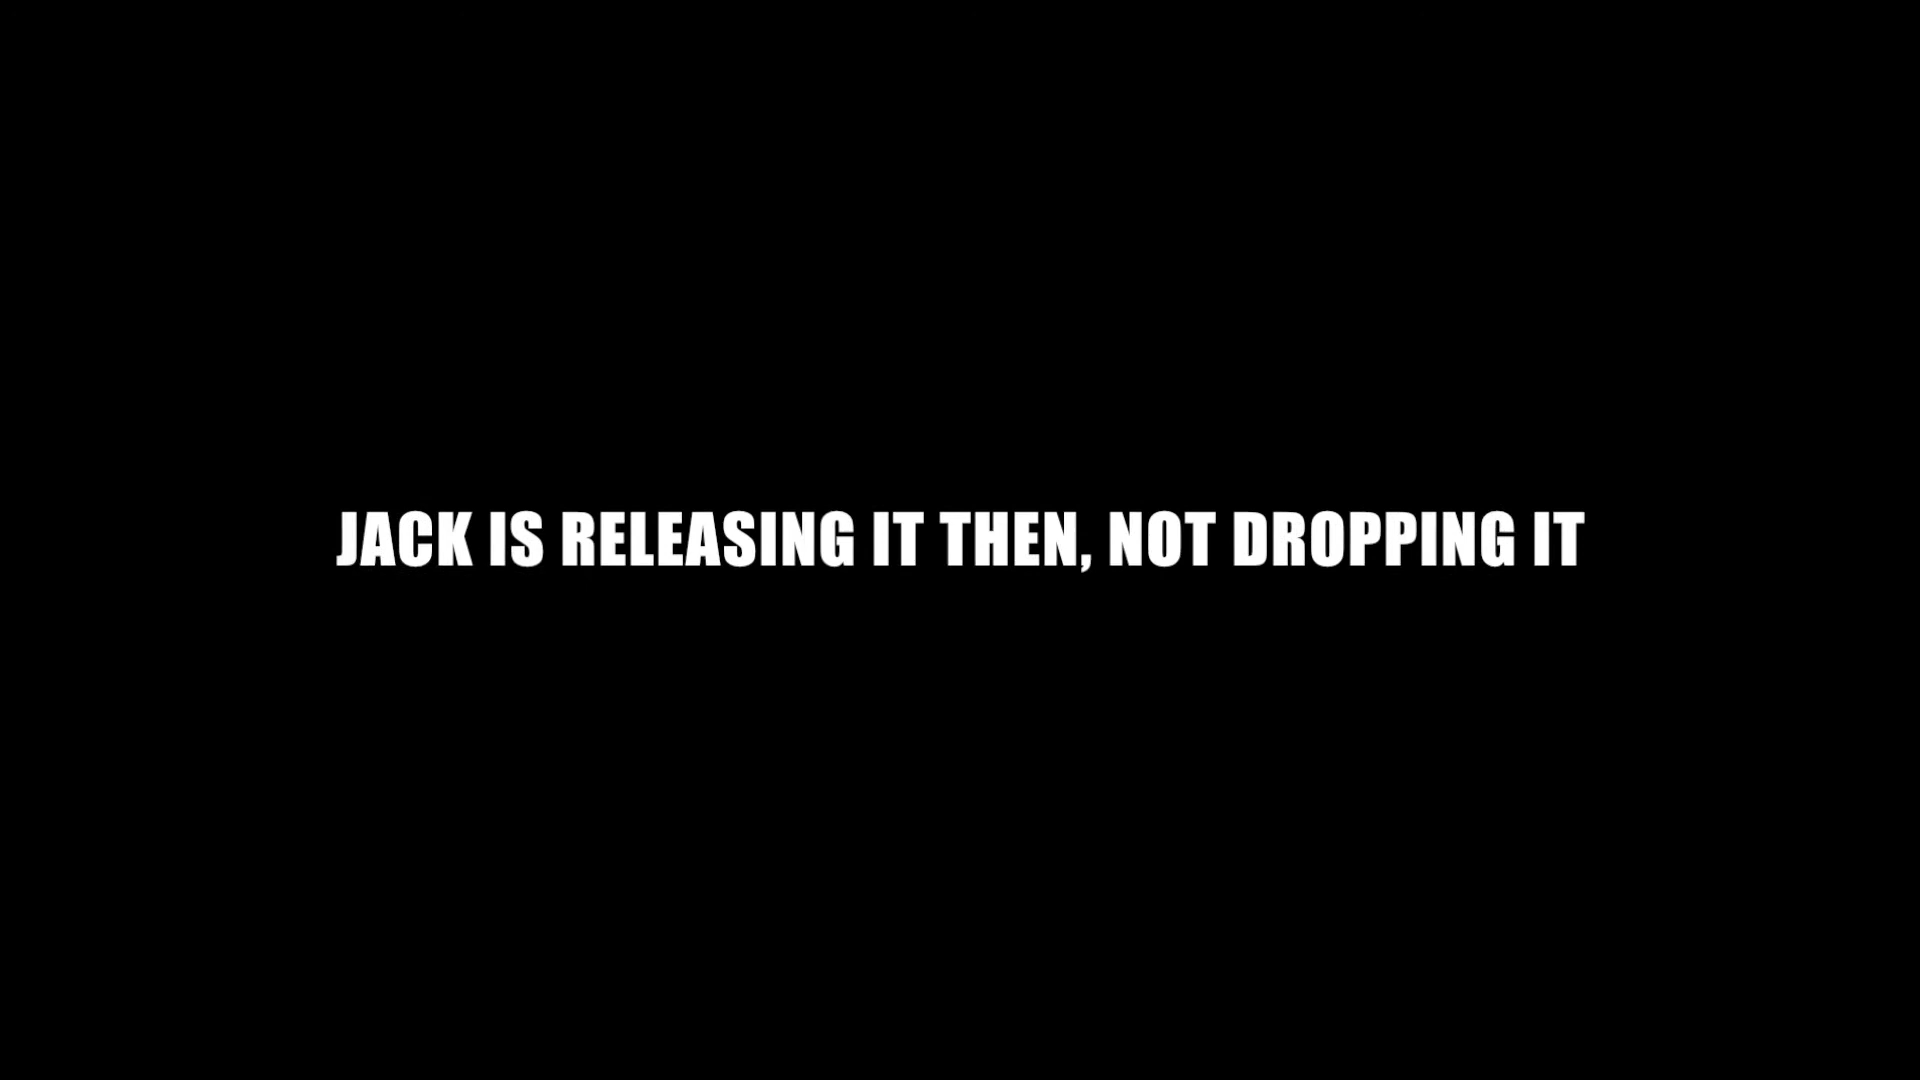 JACK IS RELEASING IT THEN, NOT DROPPING IT